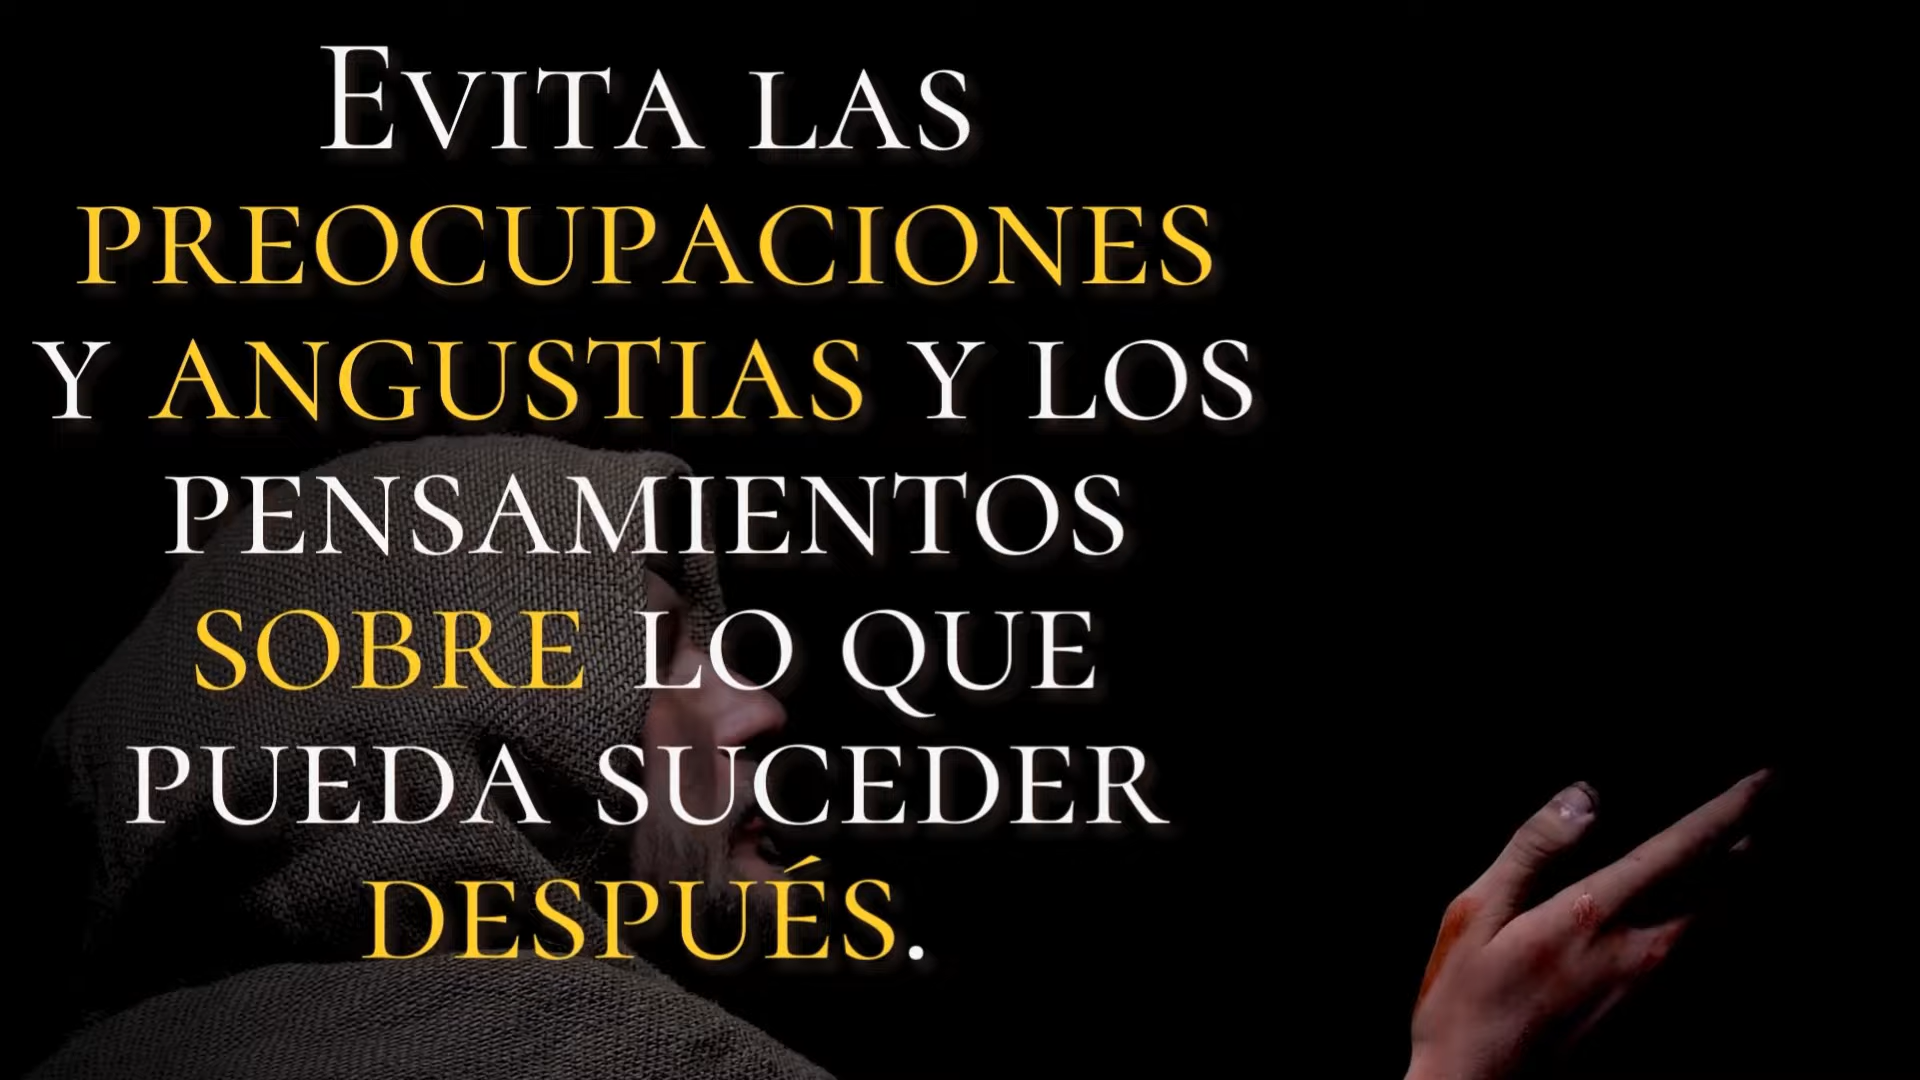 Evita las
preocupaciones
y angustias y los
pensamientos
sobre lo que
pueda suceder
después.